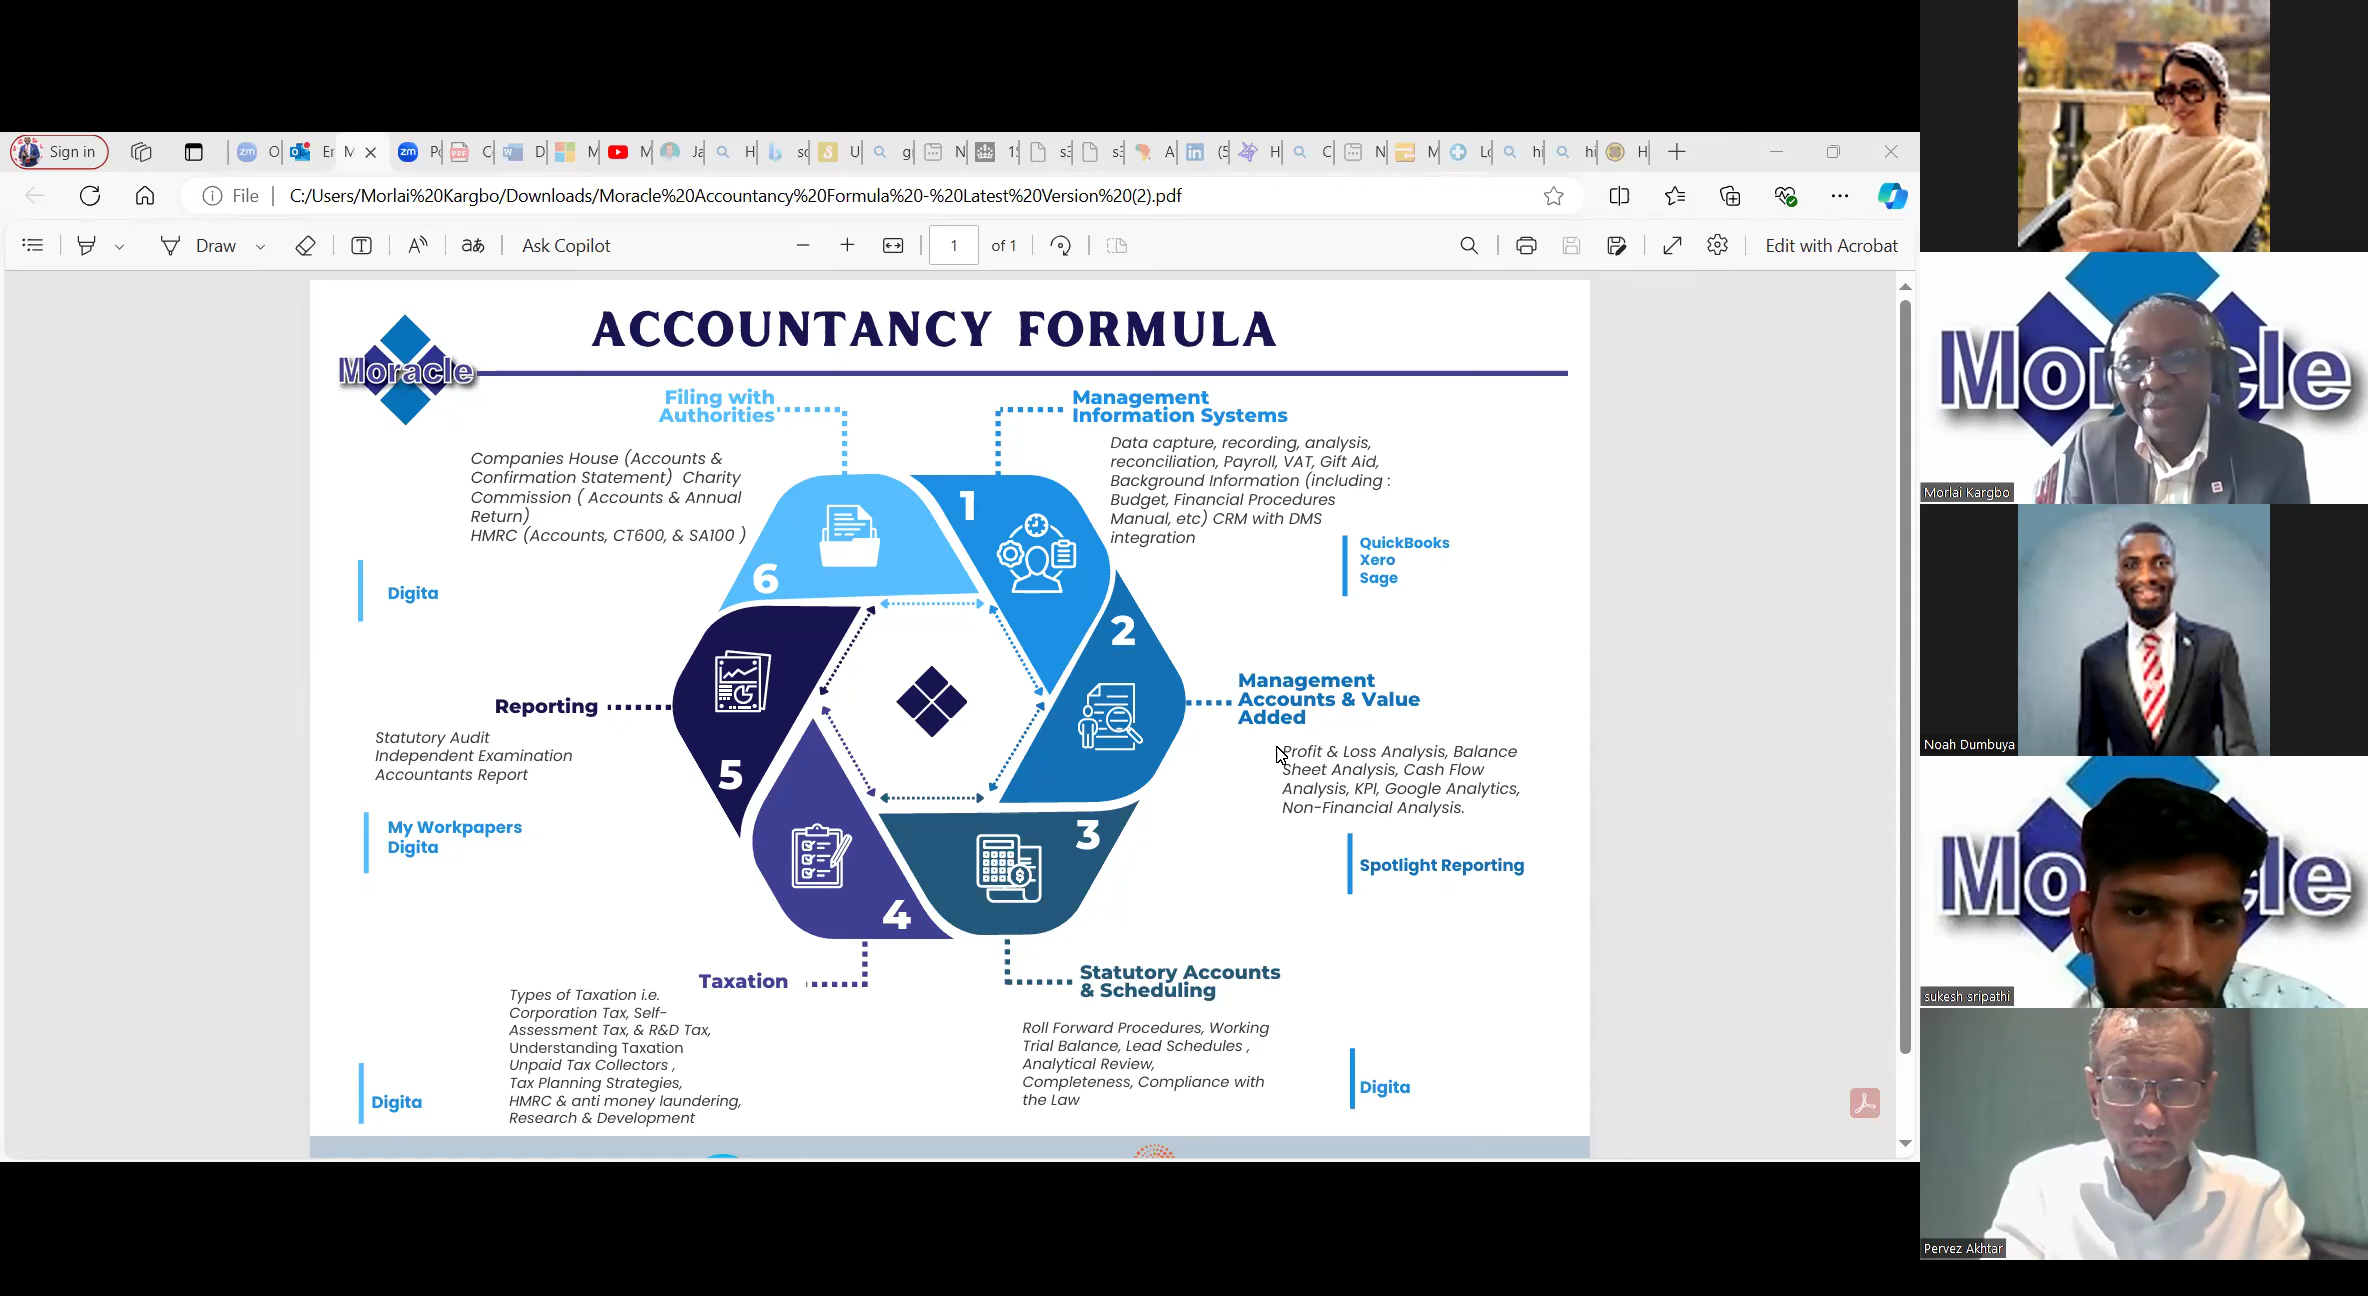 Sign in
File
C:/Users/Morlai%20Kargbo/Downloads/Moracle%20Accountancy%20Formula%20-%20Latest%20Version%20(2).pdf
Draw
Ask Copilot
1
of 1
Edit with Acrobat
Moracle
ACCOUNTANCY FORMULA
Filing with
Authorities
Companies House (Accounts &
Confirmation Statement) Charity
Commission ( Accounts & Annual
Return)
HMRC (Accounts, CT600, & SA100 )
Digita
Management
Information Systems
Data capture, recording, analysis,
reconciliation, Payroll, VAT, Gift Aid,
Background Information (including :
Budget, Financial Procedures
Manual, etc) CRM with DMS
integration
QuickBooks
Xero
Sage
1
2
3
4
5
6
Management
Accounts & Value
Added
Profit & Loss Analysis, Balance
Sheet Analysis, Cash Flow
Analysis, KPI, Google Analytics,
Non-Financial Analysis.
Spotlight Reporting
Reporting
Statutory Audit
Independent Examination
Accountants Report
My Workpapers
Digita
Taxation
Types of Taxation i.e.
Corporation Tax, Self-
Assessment Tax, & R&D Tax,
Understanding Taxation
Unpaid Tax Collectors ,
Tax Planning Strategies,
HMRC & anti money laundering,
Research & Development
Digita
Statutory Accounts
& Scheduling
Roll Forward Procedures, Working
Trial Balance, Lead Schedules ,
Analytical Review,
Completeness, Compliance with
the Law
Digita
Morlai Kargbo
Noah Dumbuya
sukesh sripathi
Pervez Akhtar